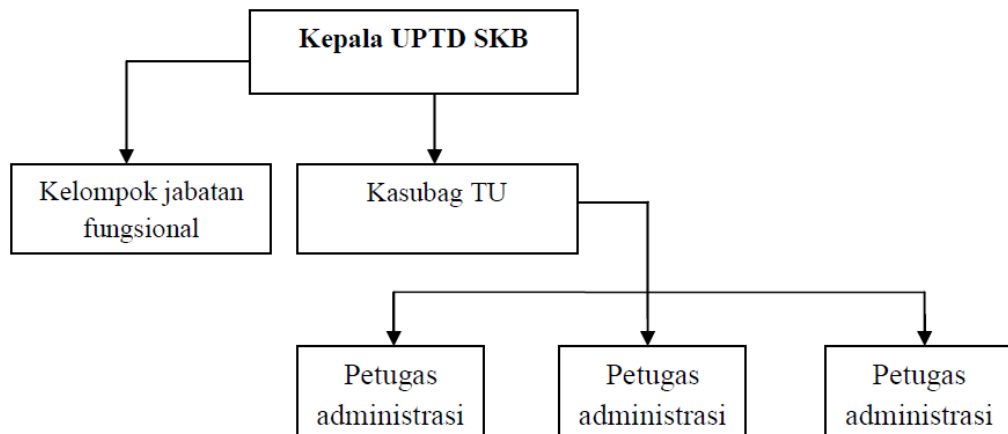 Kepala UPTD SKB
Kelompok jabatan
fungsional
Kasubag TU
Petugas
administrasi
Petugas
administrasi
Petugas
administrasi